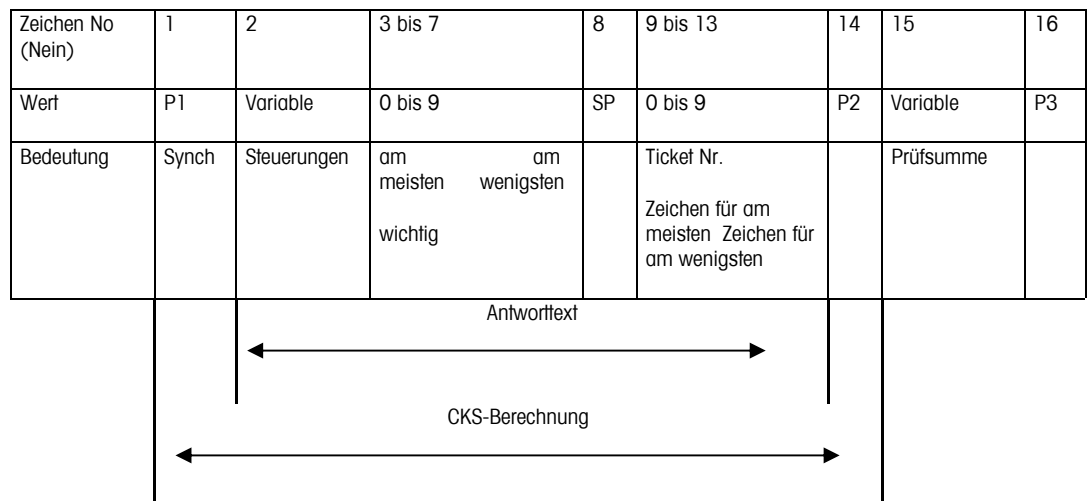 Zeichen No (Nein) 1 2 3 bis 7 8 9 bis 13 14 15 16
Wert P1 Variable 0 bis 9 SP 0 bis 9 P2 Variable P3
Bedeutung Synch Steuerungen am am
meisten wenigsten
wichtig
Ticket Nr.
Zeichen für am
meisten Zeichen für
am wenigsten
Prüfsumme
Antworttext
CKS-Berechnung